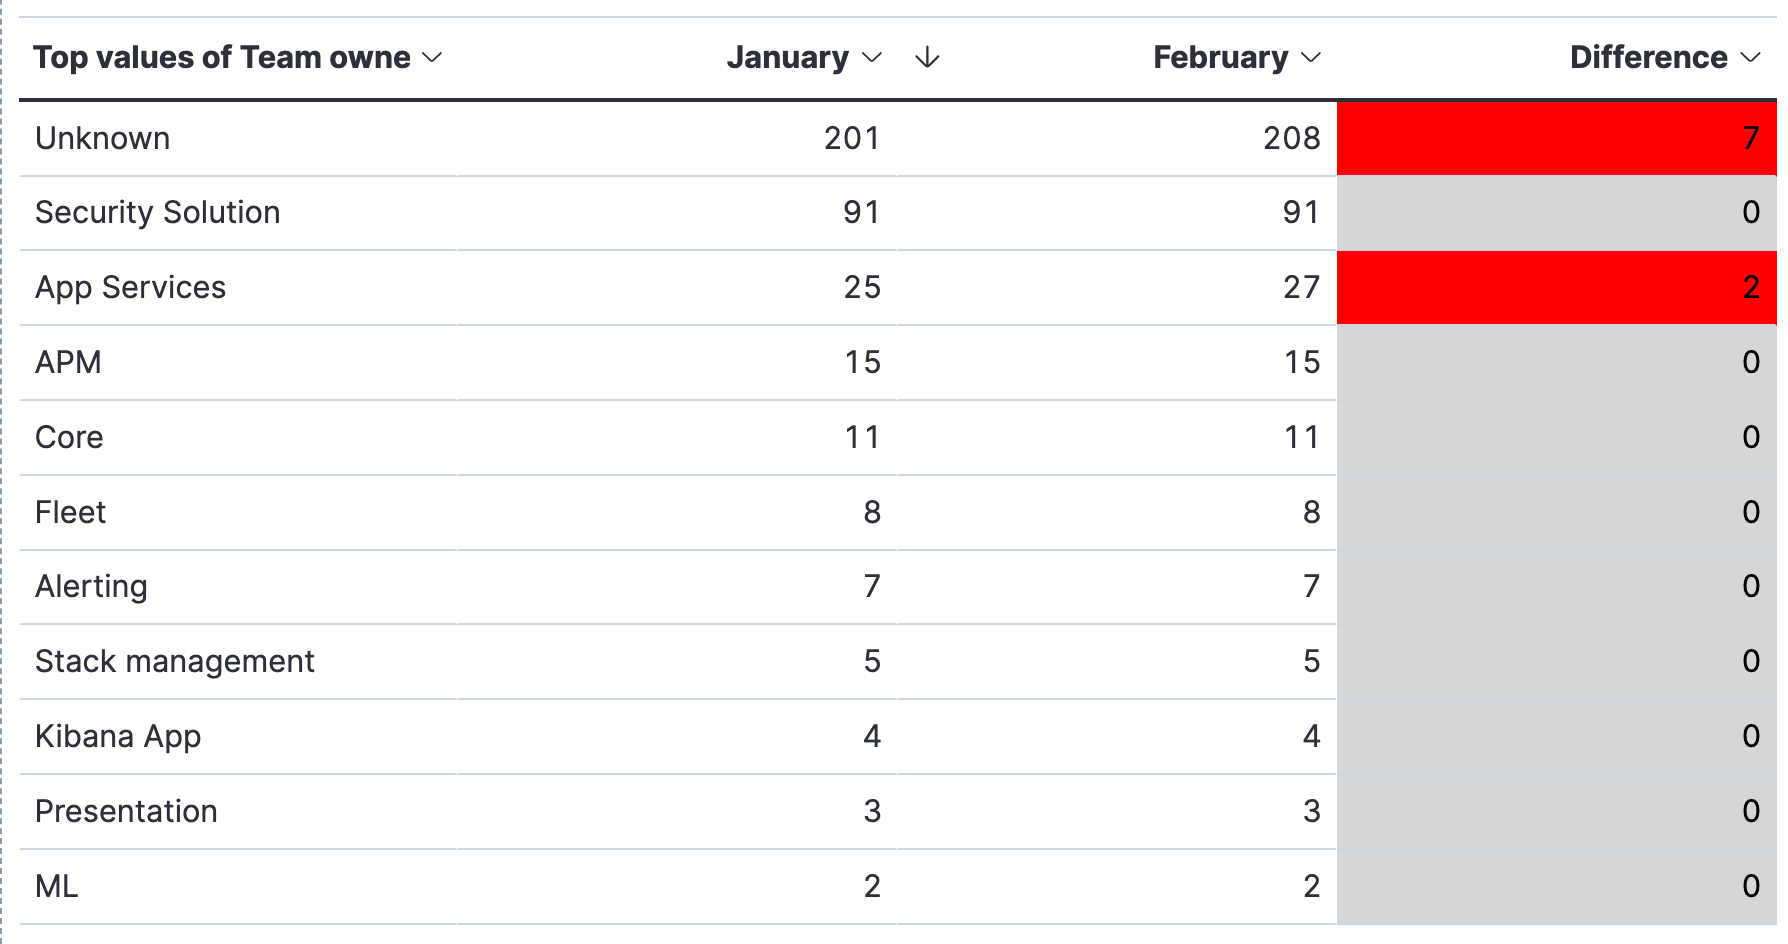 Top values of Team owne January February Difference
Unknown 201 208 7
Security Solution 91 91 0
App Services 25 27 2
APM 15 15 0
Core 11 11 0
Fleet 8 8 0
Alerting 7 7 0
Stack management 5 5 0
Kibana App 4 4 0
Presentation 3 3 0
ML 2 2 0